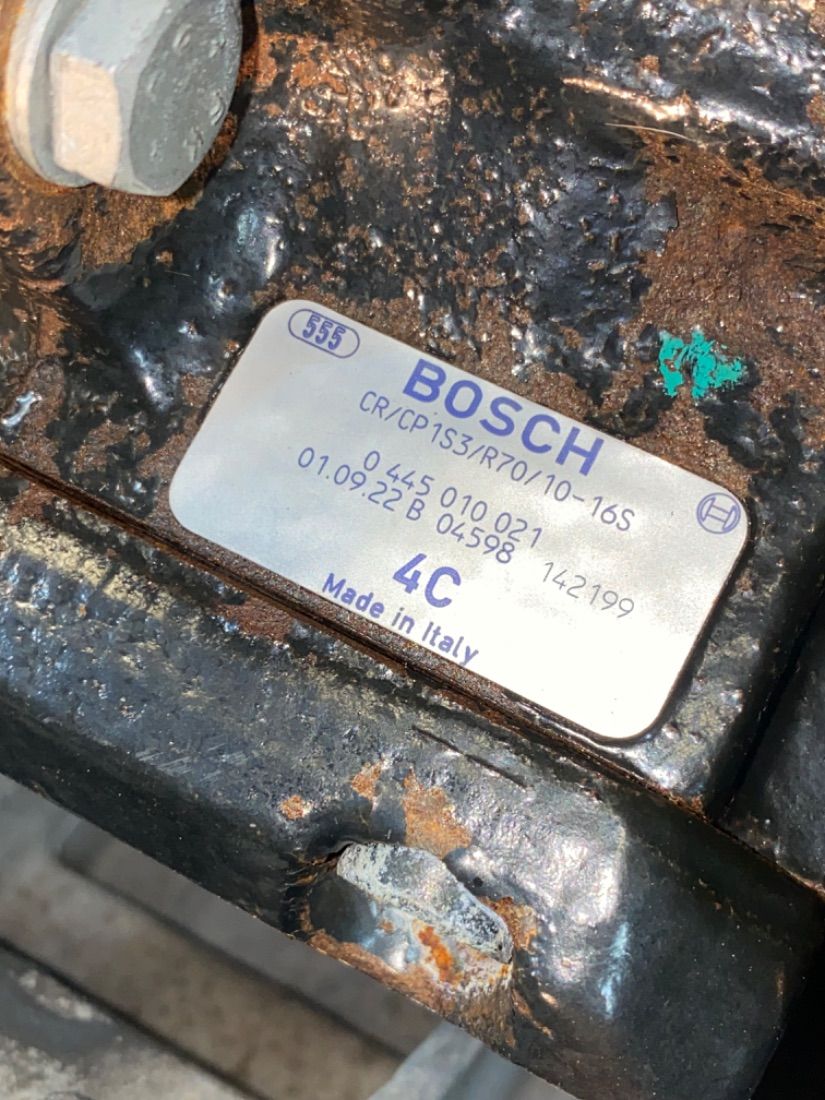 555
BOSCH
CR/CP1S3/R70/10-16S
0 445 010 021
01.09.22 B 04598 142199
4C
Made in Italy